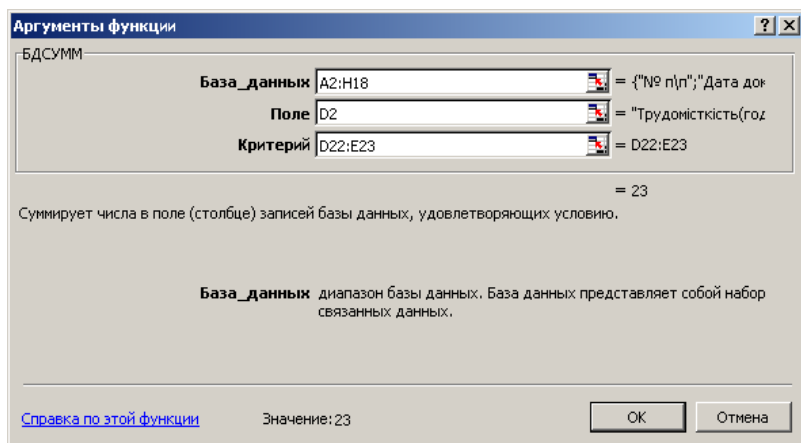 Аргументы функции
БДСУММ
База_данных A2:H18 = {"№ п\п";"Дата док
Поле D2 = "Трудомісткість(год
Критерий D22:E23 = D22:E23
= 23
Суммирует числа в поле (столбце) записей базы данных, удовлетворяющих условию.
База_данных диапазон базы данных. База данных представляет собой набор
связанных данных.
Справка по этой функции Значение:23 OK Отмена